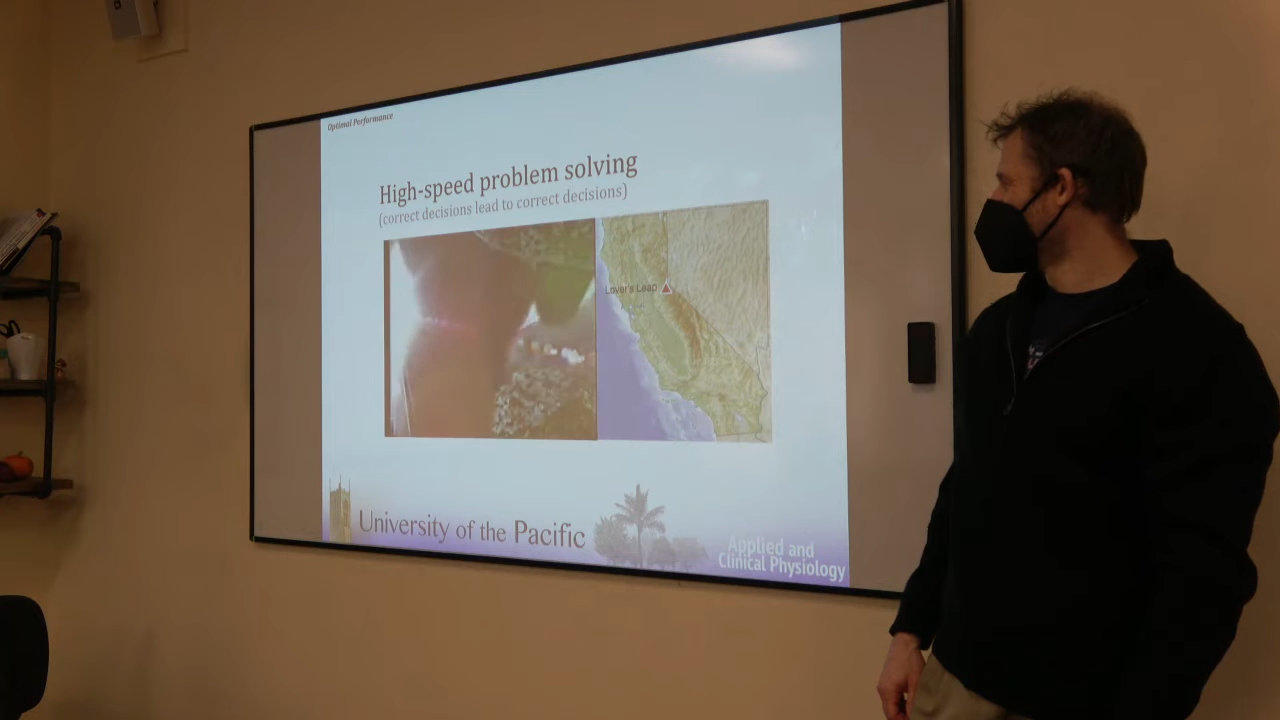 Optimal Performance
High-speed problem solving
(correct decisions lead to correct decisions)
Lover's Leap
University of the Pacific
Applied and
Clinical Physiology